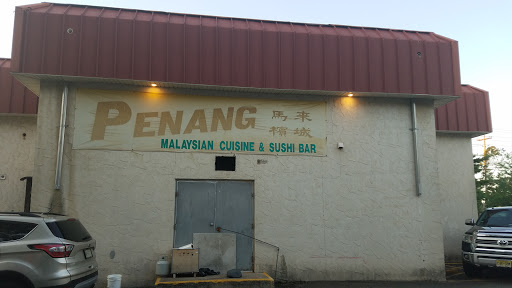 PENANG
馬來
檳城
MALAYSIAN CUISINE & SUSHI BAR